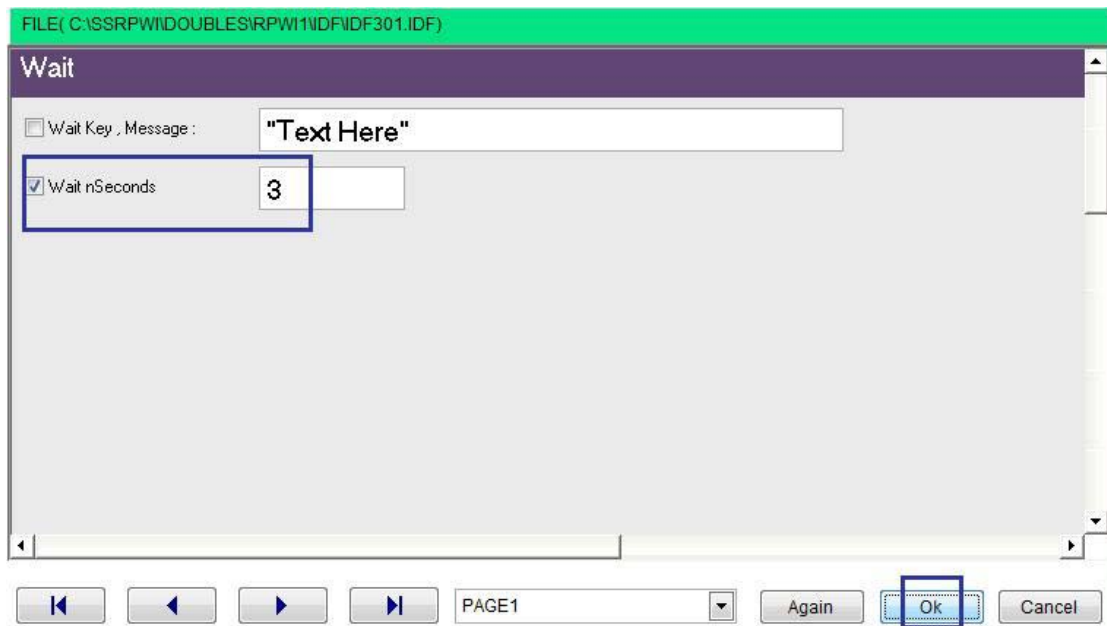 FILE( C:\SSRPWI\DOUBLES\RPWI1\IDF\IDF301.IDF)
Wait
Wait Key , Message :
"Text Here"
Wait nSeconds
3
PAGE1
Again
Ok
Cancel